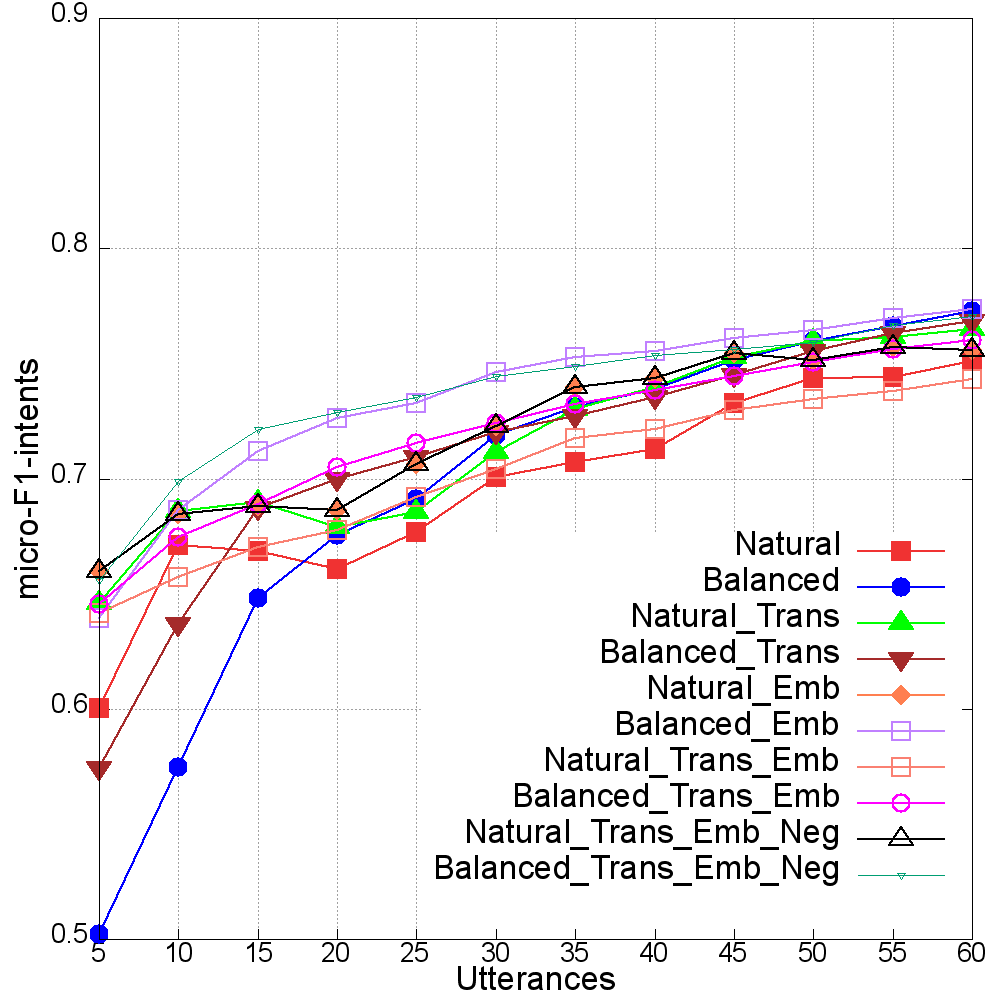 0.9
0.8
0.7
0.6
0.5
micro-F1-intents
5 10 15 20 25 30 35 40 45 50 55 60
Utterances
Natural
Balanced
Natural_Trans
Balanced_Trans
Natural_Emb
Balanced_Emb
Natural_Trans_Emb
Balanced_Trans_Emb
Natural_Trans_Emb_Neg
Balanced_Trans_Emb_Neg